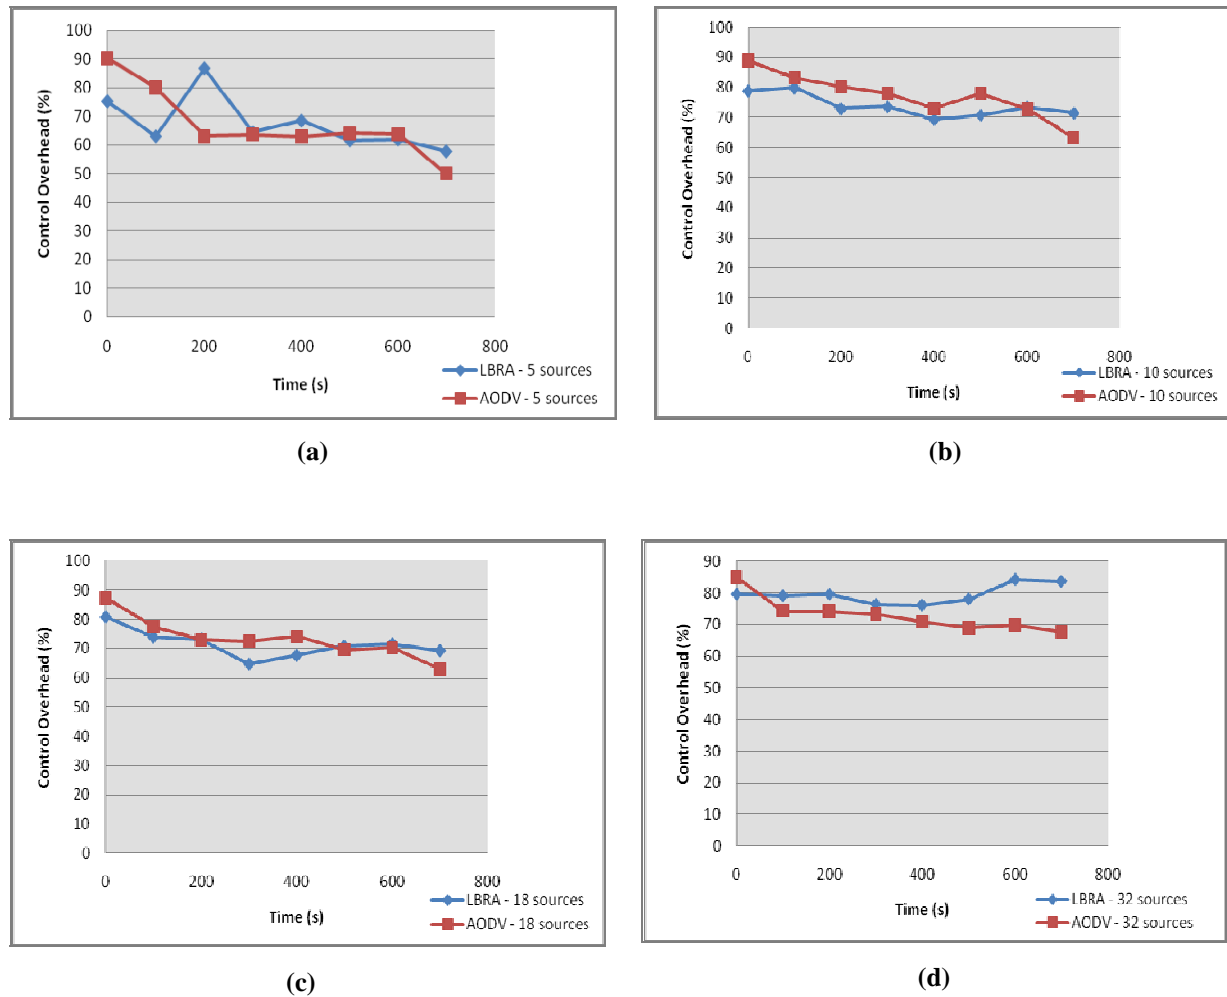 100
90
80
70
60
50
40
30
20
10
0
Control Overhead (%)
0 200 400 600 800
Time (s)
LBRA - 5 sources
AODV - 5 sources
(a)
100
90
80
70
60
50
40
30
20
10
0
Control Overhead (%)
0 200 400 600 800
Time (s)
LBRA - 10 sources
AODV - 10 sources
(b)
100
90
80
70
60
50
40
30
20
10
0
Control Overhead (%)
0 200 400 600 800
Time (s)
LBRA - 18 sources
AODV - 18 sources
(c)
90
80
70
60
50
40
30
20
10
0
Control Overhead (%)
0 200 400 600 800
Time (s)
LBRA - 32 sources
AODV - 32 sources
(d)